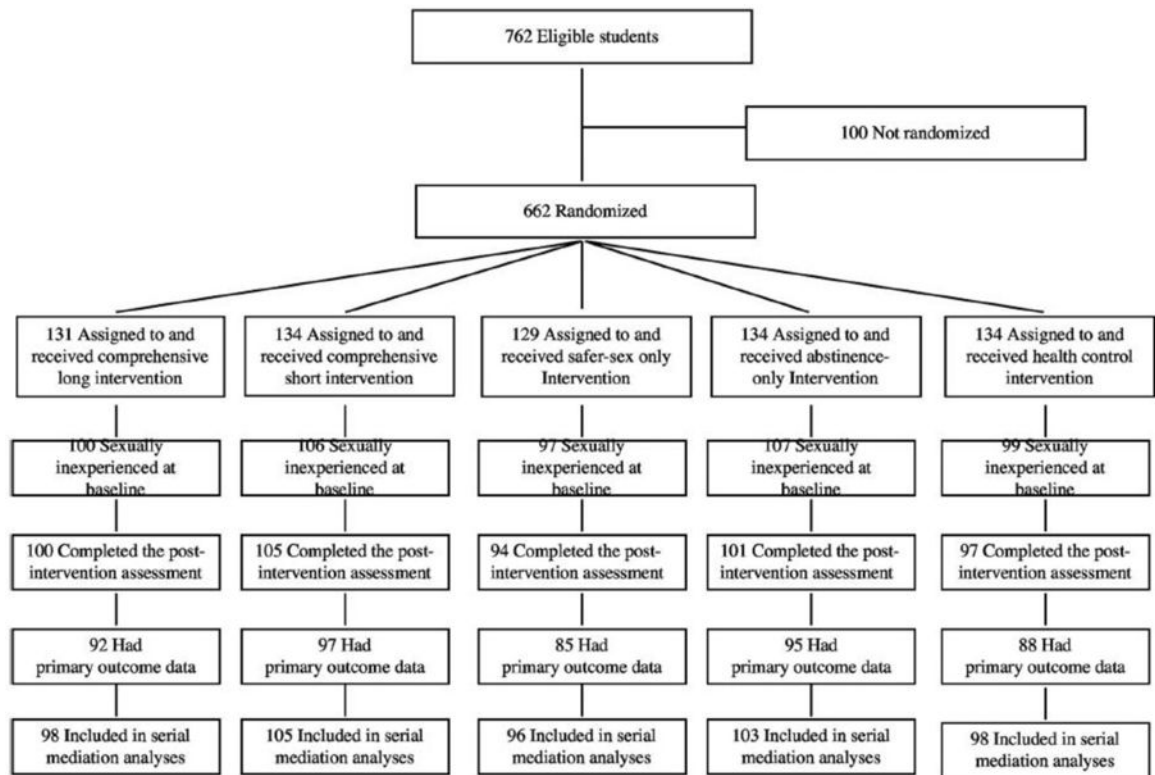 762 Eligible students
100 Not randomized
662 Randomized
131 Assigned to and
received comprehensive
long intervention
134 Assigned to and
received comprehensive
short intervention
129 Assigned to and
received safer-sex only
Intervention
134 Assigned to and
received abstinence-
only Intervention
134 Assigned to and
received health control
intervention
100 Sexually
inexperienced at
baseline
106 Sexually
inexperienced at
baseline
97 Sexually
inexperienced at
baseline
107 Sexually
inexperienced at
baseline
99 Sexually
inexperienced at
baseline
100 Completed the post-
intervention assessment
105 Completed the post-
intervention assessment
94 Completed the post-
intervention assessment
101 Completed the post-
intervention assessment
97 Completed the post-
intervention assessment
92 Had
primary outcome data
97 Had
primary outcome data
85 Had
primary outcome data
95 Had
primary outcome data
88 Had
primary outcome data
98 Included in serial
mediation analyses
105 Included in serial
mediation analyses
96 Included in serial
mediation analyses
103 Included in serial
mediation analyses
98 Included in serial
mediation analyses